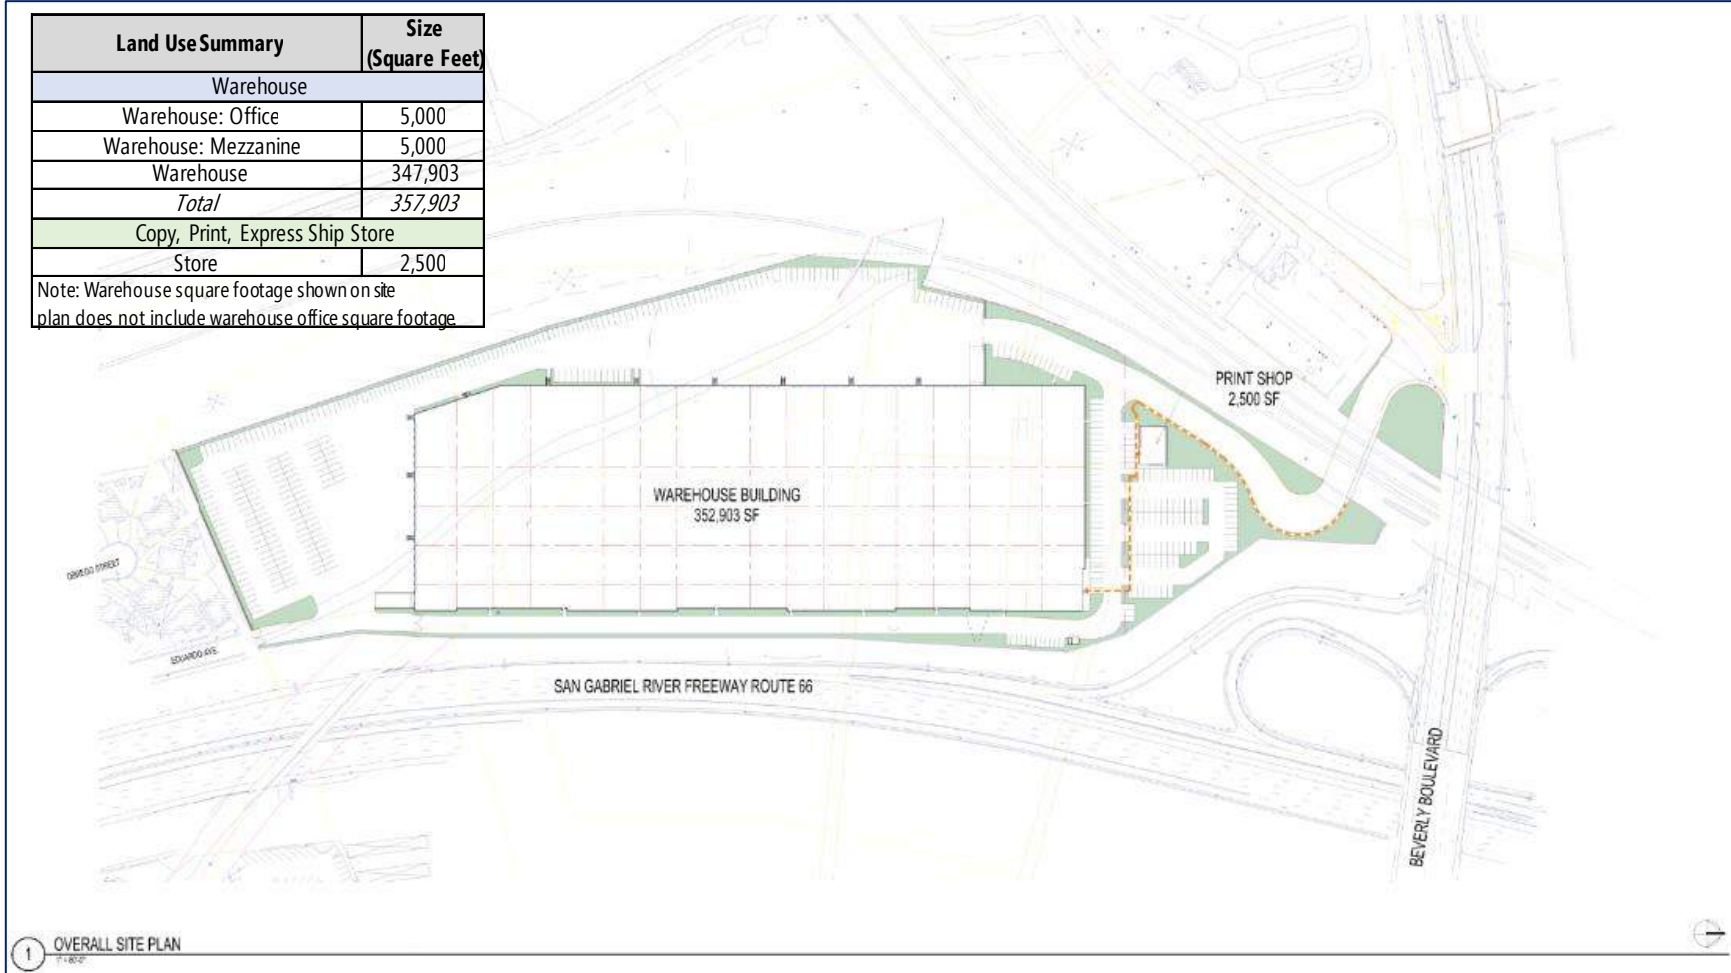 Land Use Summary
Size
(Square Feet)
Warehouse
Warehouse: Office 5,000
Warehouse: Mezzanine 5,000
Warehouse 347,903
Total 357,903
Copy, Print, Express Ship Store
Store 2,500
Note: Warehouse square footage shown on site
plan does not include warehouse office square footage.
PRINT SHOP
2,500 SF
WAREHOUSE BUILDING
352,903 SF
STREET
EDUARDO AVE.
SAN GABRIEL RIVER FREEWAY ROUTE 66
BEVERLY BOULEVARD
1 OVERALL SITE PLAN